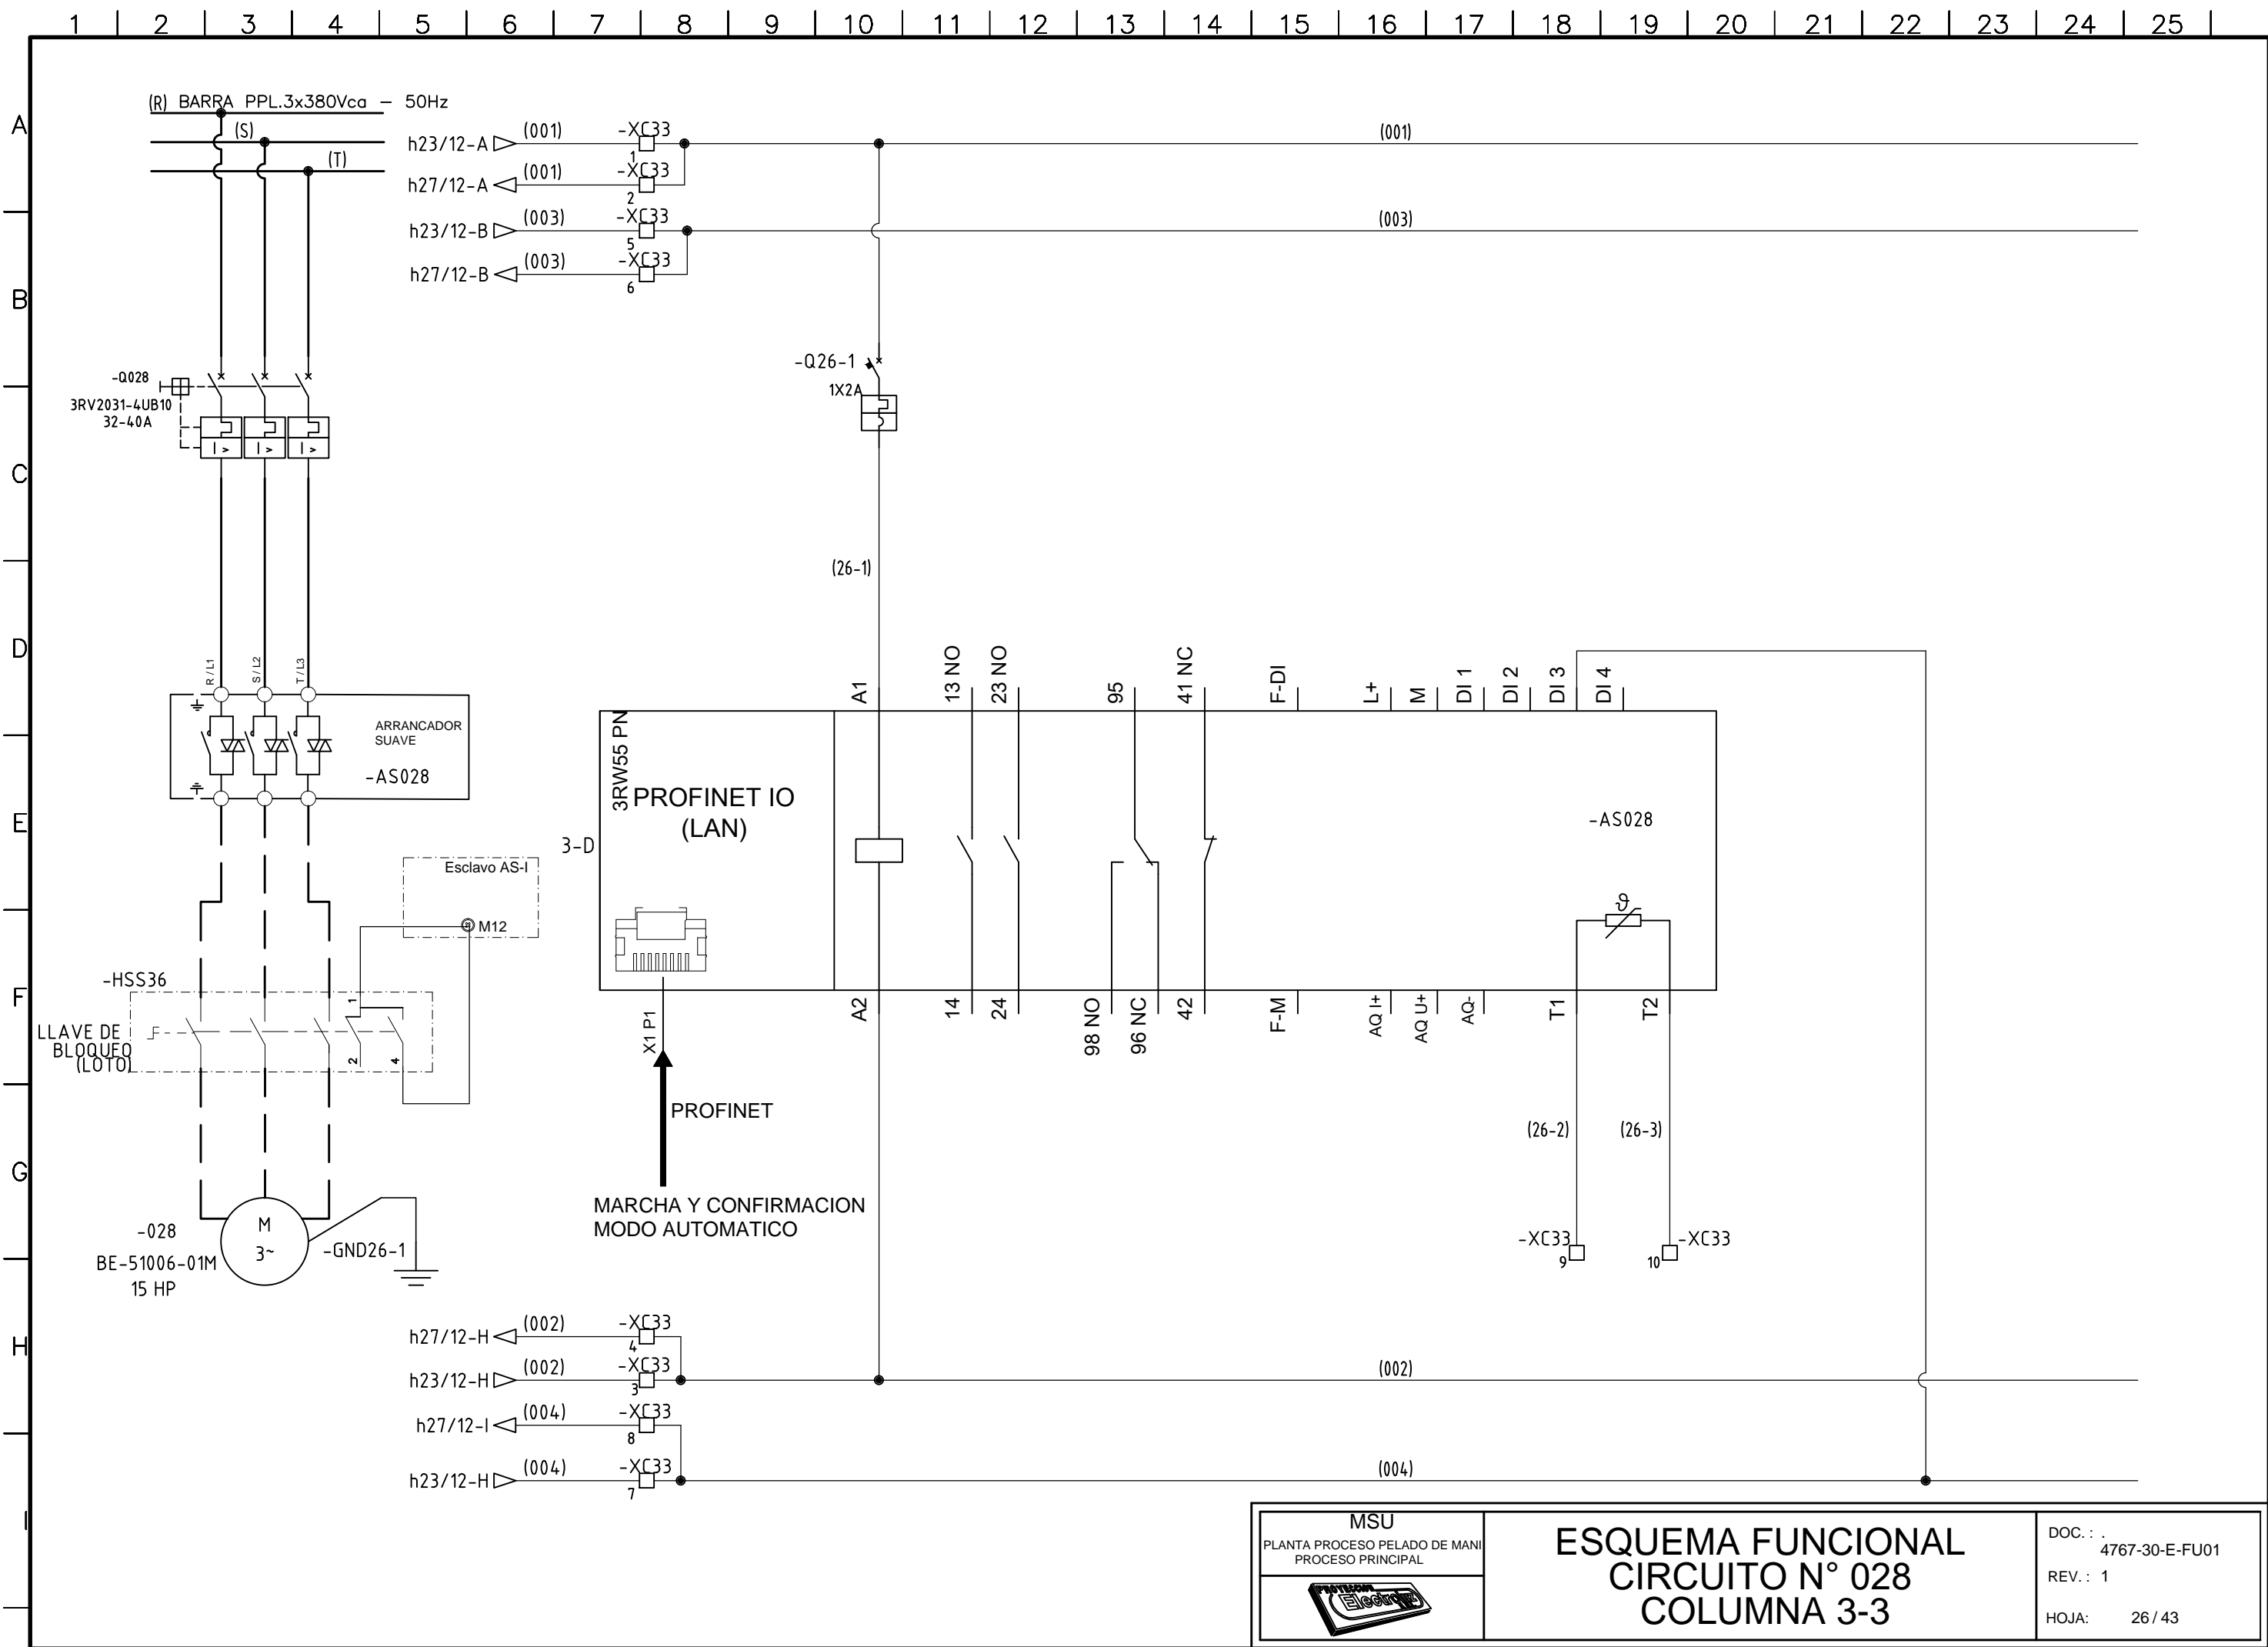 1 2 3 4 5 6 7 8 9 10 11 12 13 14 15 16 17 18 19 20 21 22 23 24 25
A
B
C
D
E
F
G
H
I
(R) BARRA PPL.3x380Vca - 50Hz
(S)
(T)
h23/12-A (001) -XC33 1 (001)
h27/12-A (001) -XC33 2
h23/12-B (003) -XC33 5 (003)
h27/12-B (003) -XC33 6
-Q028
3RV2031-4UB10
32-40A
I >
I >
I >
-Q26-1
1X2A
(26-1)
R / L1
S / L2
T / L3
ARRANCADOR
SUAVE
-AS028
Esclavo AS-I
M12
-HSS36
LLAVE DE
BLOQUEO
(LOTO)
1
2
4
M
3~
-028
BE-51006-01M
15 HP
-GND26-1
3-D
3RW55 PN
PROFINET IO
(LAN)
A1
13 NO
23 NO
95
41 NC
F-DI
L+
M
DI 1
DI 2
DI 3
DI 4
-AS028
ϑ
X1 P1
A2
14
24
98 NO
96 NC
42
F-M
AQ I+
AQ U+
AQ-
T1
T2
PROFINET
MARCHA Y CONFIRMACION
MODO AUTOMATICO
(26-2)
(26-3)
-XC33
9
-XC33
10
h27/12-H (002) -XC33 4
h23/12-H (002) -XC33 3 (002)
h27/12-I (004) -XC33 8
h23/12-H (004) -XC33 7 (004)
MSU
PLANTA PROCESO PELADO DE MANI
PROCESO PRINCIPAL
PROYECCION
Electroluz
ESQUEMA FUNCIONAL
CIRCUITO N° 028
COLUMNA 3-3
DOC. : .
4767-30-E-FU01
REV. : 1
HOJA: 26 / 43